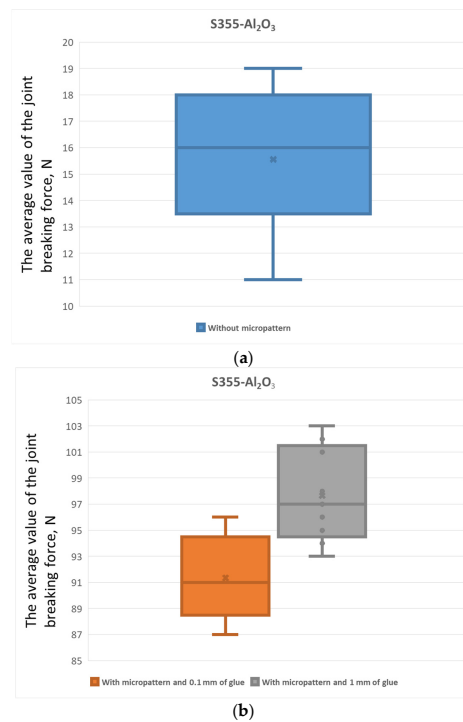 S355-Al₂O₃
The average value of the joint
breaking force, N
20
19
18
17
16
15
14
13
12
11
10
Without micropattern
(a)
S355-Al₂O₃
The average value of the joint
breaking force, N
105
103
101
99
97
95
93
91
89
87
85
With micropattern and 0.1 mm of glue With micropattern and 1 mm of glue
(b)